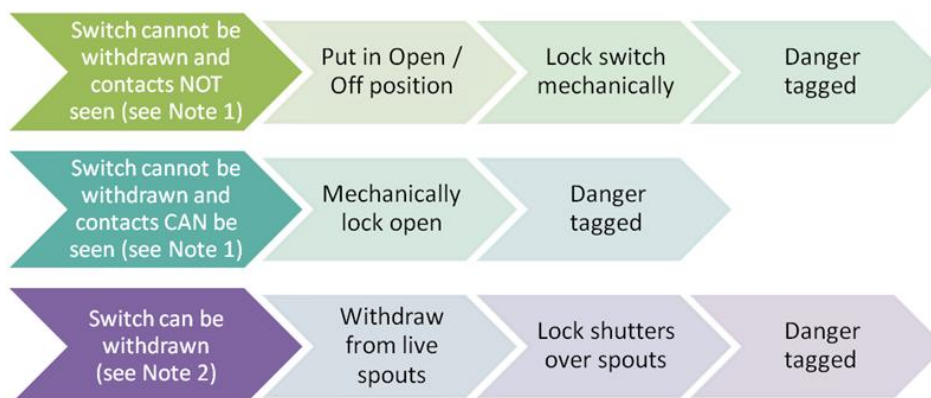 Switch cannot be
withdrawn and
contacts NOT
seen (see Note 1)
Put in Open /
Off position
Lock switch
mechanically
Danger
tagged
Switch cannot be
withdrawn and
contacts CAN be
seen (see Note 1)
Mechanically
lock open
Danger
tagged
Switch can be
withdrawn
(see Note 2)
Withdraw
from live
spouts
Lock shutters
over spouts
Danger
tagged